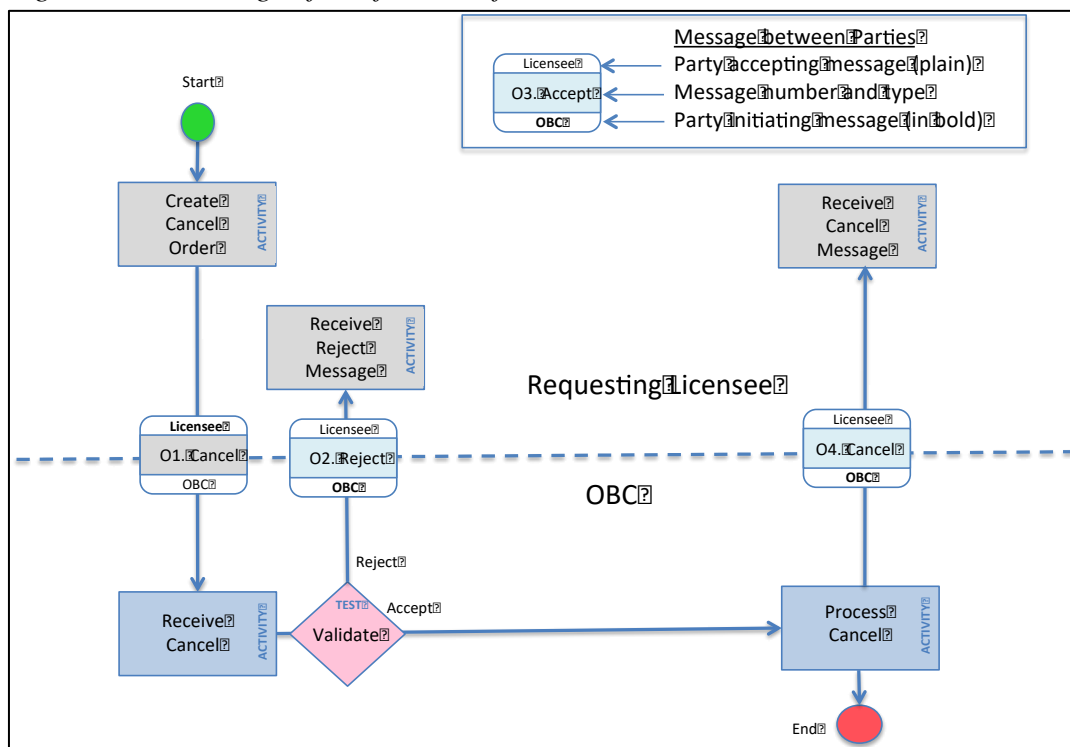 Message between Parties
Licensee
Party accepting message (plain)
O3. Accept
Message number and type
OBC
Party initiating message (in bold)
Start
Create
Cancel
Order
ACTIVITY
Receive
Cancel
Message
ACTIVITY
Receive
Reject
Message
ACTIVITY
Requesting Licensee
Licensee
O1. Cancel
OBC
Licensee
O2. Reject
OBC
Licensee
O4. Cancel
OBC
OBC
Reject
Accept
Receive
Cancel
ACTIVITY
TEST
Validate
Process
Cancel
ACTIVITY
End